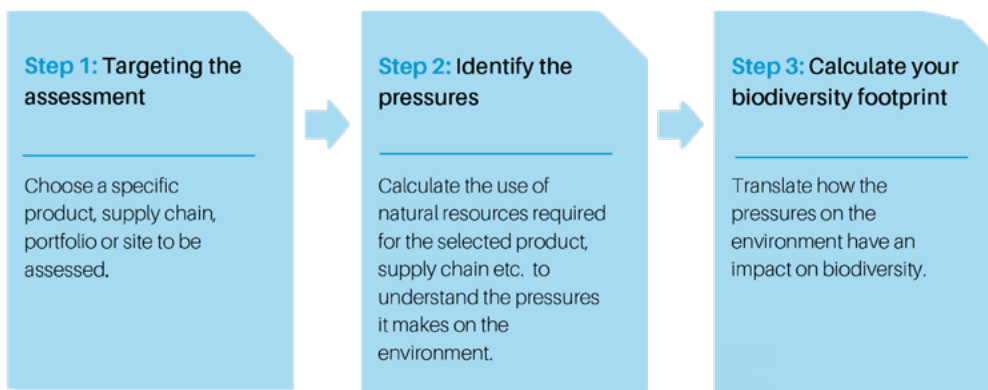 Step 1: Targeting the
assessment
Choose a specific
product, supply chain,
portfolio or site to be
assessed.
Step 2: Identify the
pressures
Calculate the use of
natural resources required
for the selected product,
supply chain etc. to
understand the pressures
it makes on the
environment.
Step 3: Calculate your
biodiversity footprint
Translate how the
pressures on the
environment have an
impact on biodiversity.